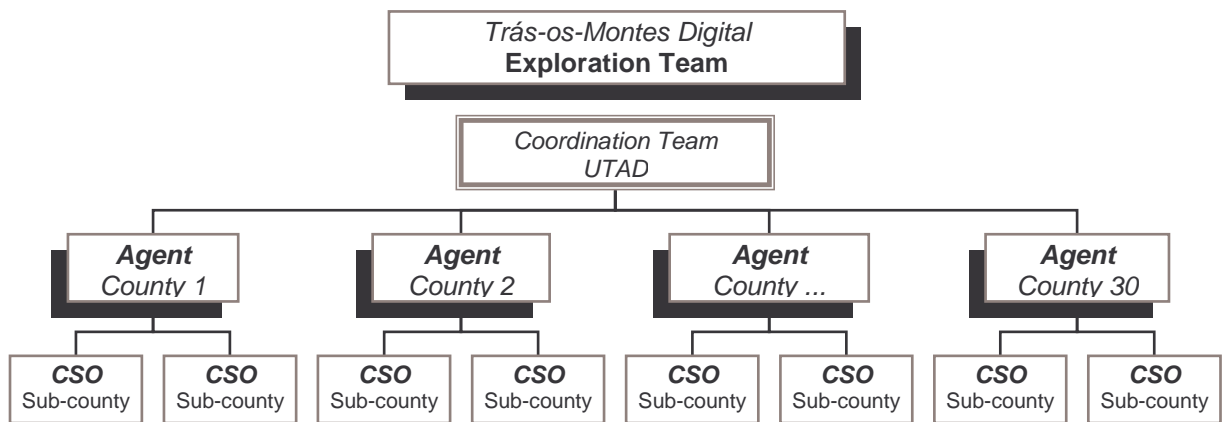 Trás-os-Montes Digital
Exploration Team
Coordination Team
UTAD
Agent
County 1
Agent
County 2
Agent
County ...
Agent
County 30
CSO
Sub-county
CSO
Sub-county
CSO
Sub-county
CSO
Sub-county
CSO
Sub-county
CSO
Sub-county
CSO
Sub-county
CSO
Sub-county